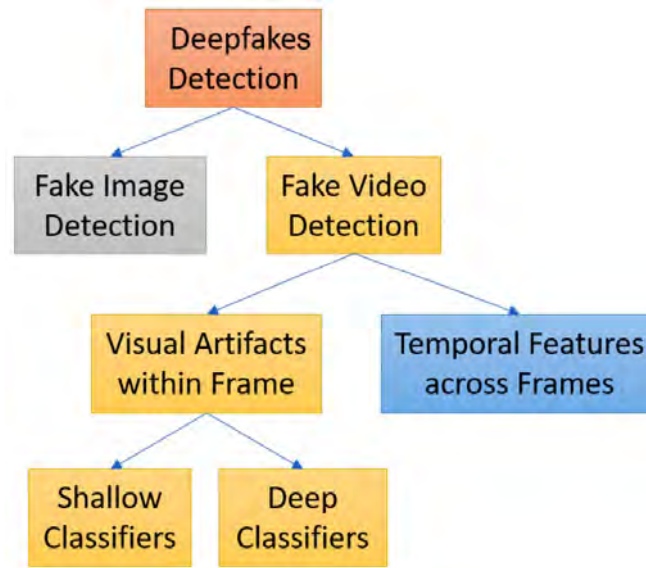 Deepfakes
Detection
Fake Image
Detection
Fake Video
Detection
Visual Artifacts
within Frame
Temporal Features
across Frames
Shallow
Classifiers
Deep
Classifiers